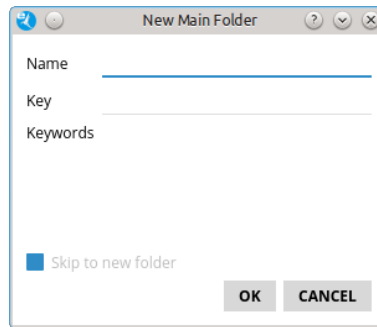 New Main Folder
Name
Key
Keywords
Skip to new folder
OK CANCEL